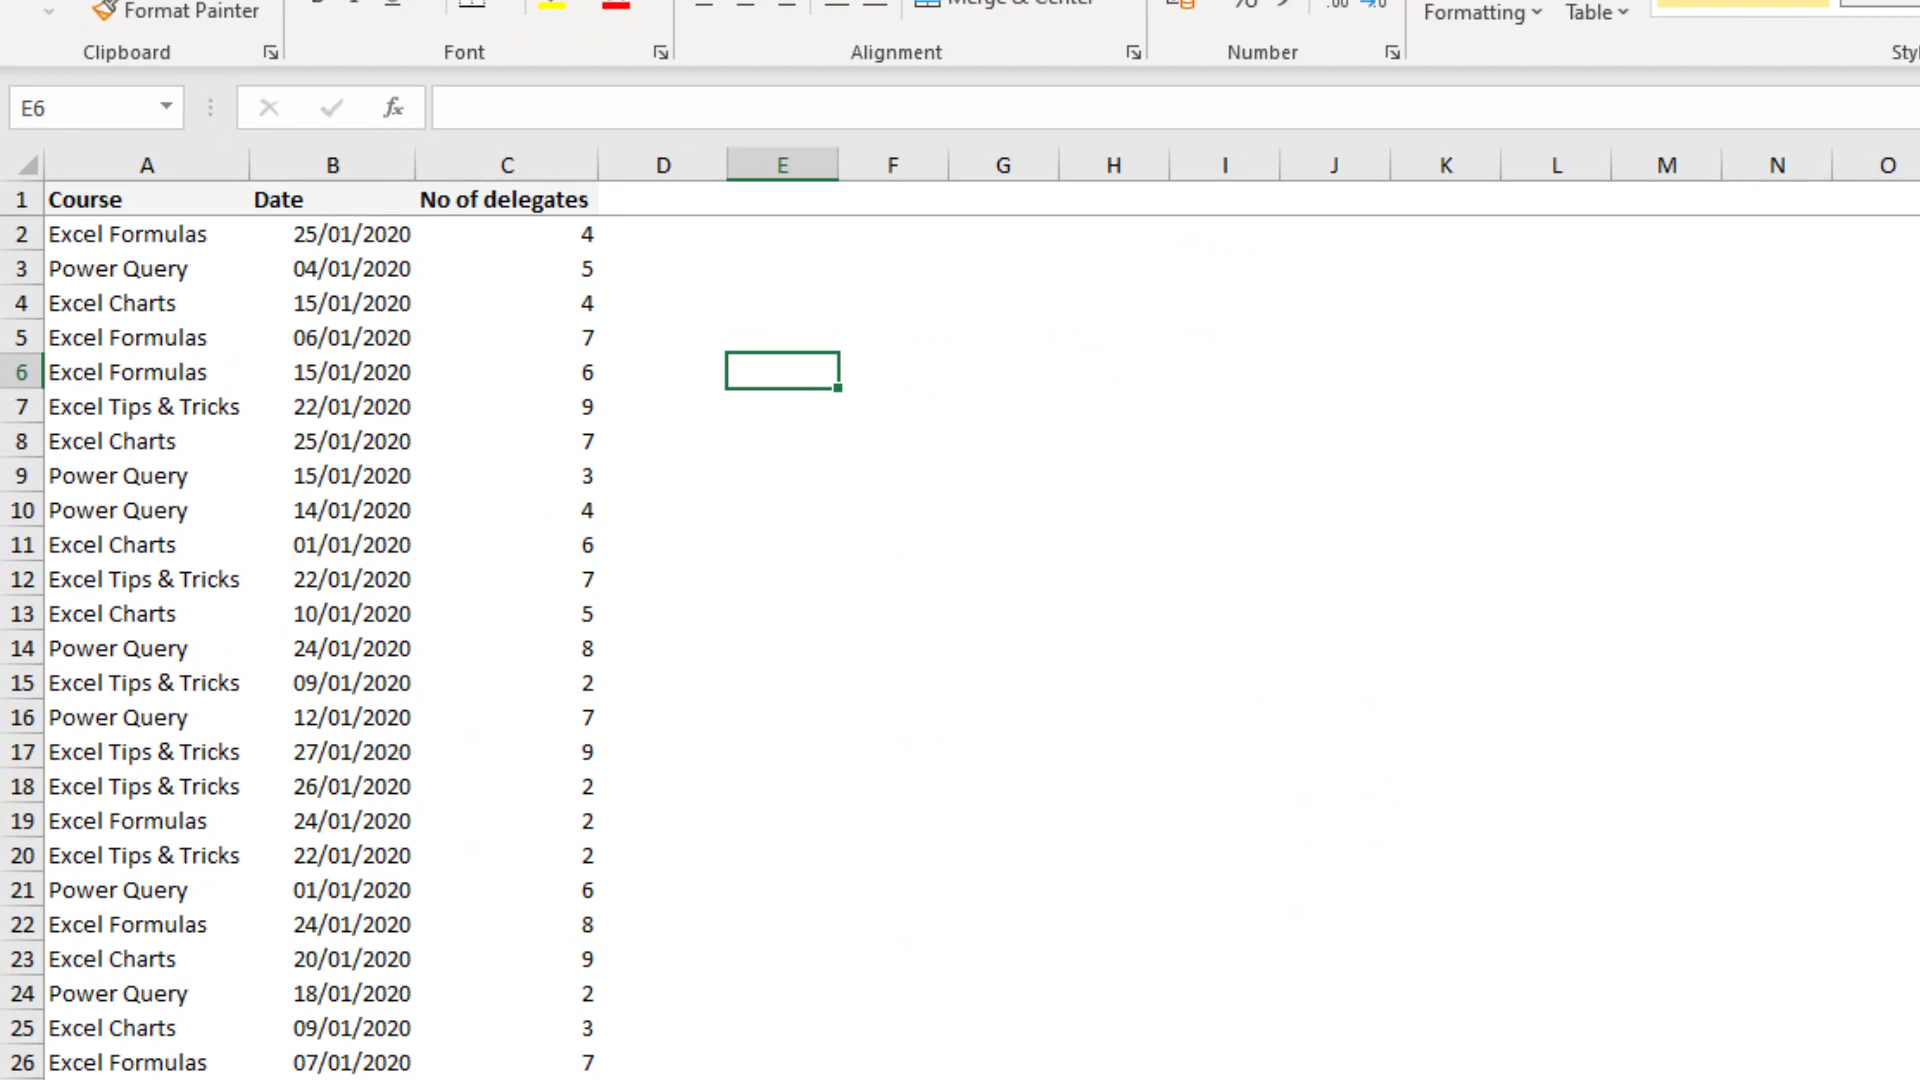 Format Painter
Merge & Center
Formatting Table
Clipboard Font Alignment Number
E6 fx
A B C D E F G H I J K L M N O
1 Course Date No of delegates
2 Excel Formulas 25/01/2020 4
3 Power Query 04/01/2020 5
4 Excel Charts 15/01/2020 4
5 Excel Formulas 06/01/2020 7
6 Excel Formulas 15/01/2020 6
7 Excel Tips & Tricks 22/01/2020 9
8 Excel Charts 25/01/2020 7
9 Power Query 15/01/2020 3
10 Power Query 14/01/2020 4
11 Excel Charts 01/01/2020 6
12 Excel Tips & Tricks 22/01/2020 7
13 Excel Charts 10/01/2020 5
14 Power Query 24/01/2020 8
15 Excel Tips & Tricks 09/01/2020 2
16 Power Query 12/01/2020 7
17 Excel Tips & Tricks 27/01/2020 9
18 Excel Tips & Tricks 26/01/2020 2
19 Excel Formulas 24/01/2020 2
20 Excel Tips & Tricks 22/01/2020 2
21 Power Query 01/01/2020 6
22 Excel Formulas 24/01/2020 8
23 Excel Charts 20/01/2020 9
24 Power Query 18/01/2020 2
25 Excel Charts 09/01/2020 3
26 Excel Formulas 07/01/2020 7